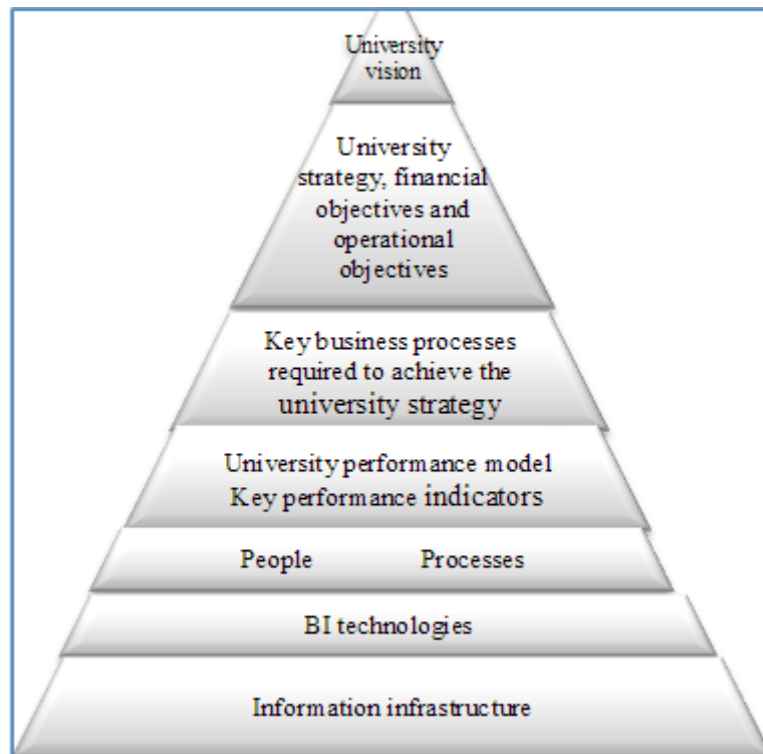 University
vision
University
strategy, financial
objectives and
operational
objectives
Key business processes
required to achieve the
university strategy
University performance model
Key performance indicators
People Processes
BI technologies
Information infrastructure